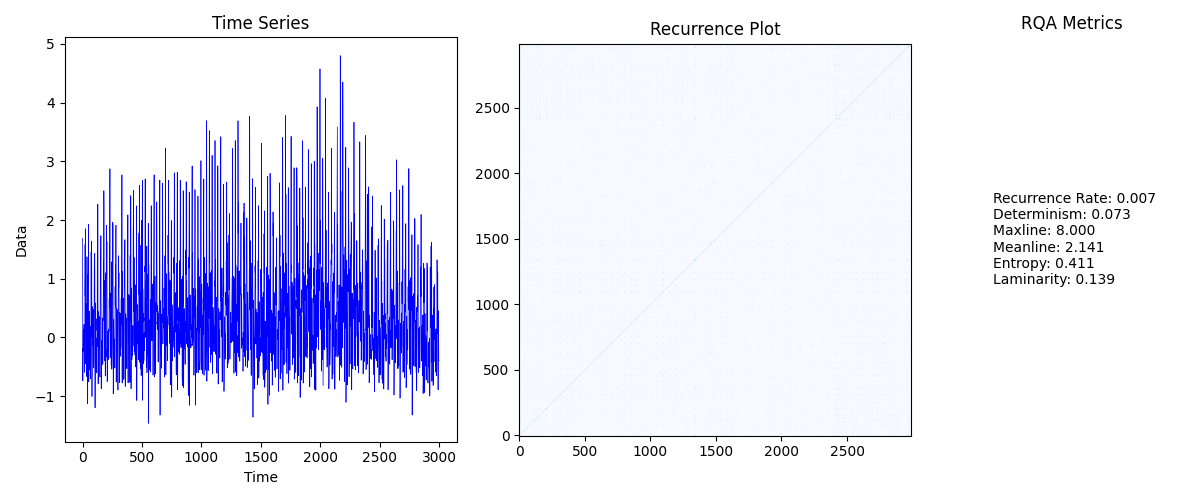 Time Series
5
4
3
2
1
0
−1
Data
0 500 1000 1500 2000 2500 3000
Time
Recurrence Plot
2500
2000
1500
1000
500
0
0 500 1000 1500 2000 2500
RQA Metrics
Recurrence Rate: 0.007
Determinism: 0.073
Maxline: 8.000
Meanline: 2.141
Entropy: 0.411
Laminarity: 0.139